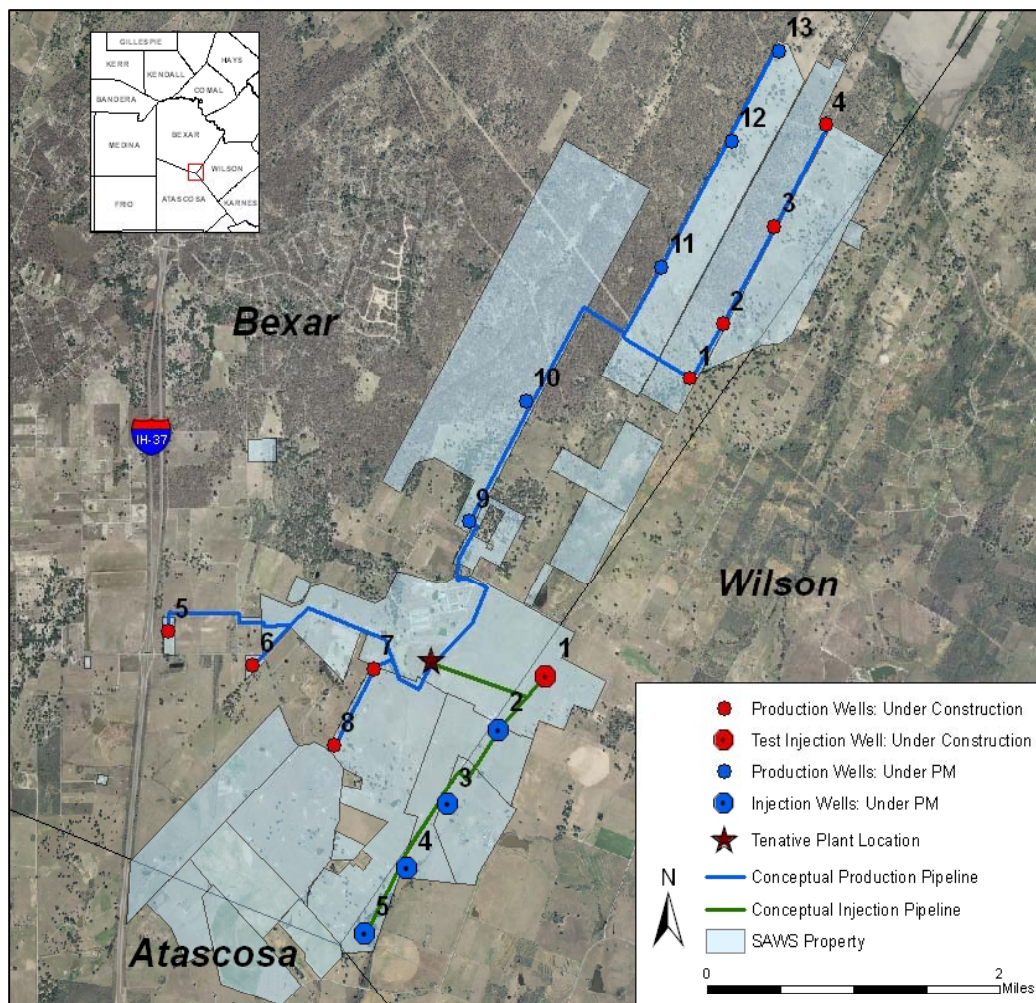 GILLESPIE
KERR
KENDALL
HAYS
COMAL
BANDERA
BEXAR
MEDINA
WILSON
ATASCOSA
FRIO
KARNES
13
12
4
3
11
2
1
Bexar
10
IH-37
9
Wilson
5
6
7
1
2
8
3
4
5
Atascosa
Production Wells: Under Construction
Test Injection Well: Under Construction
Production Wells: Under PM
Injection Wells: Under PM
Tenative Plant Location
N
Conceptual Production Pipeline
Conceptual Injection Pipeline
SAWS Property
0 2
Miles